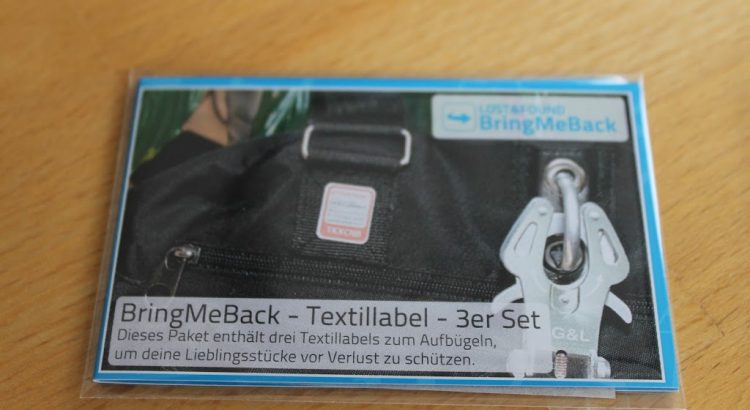 LOST&FOUND
BringMeBack
BringMeBack - Textillabel - 3er Set
Dieses Paket enthält drei Textillabels zum Aufbügeln,
um deine Lieblingsstücke vor Verlust zu schützen.
G&L